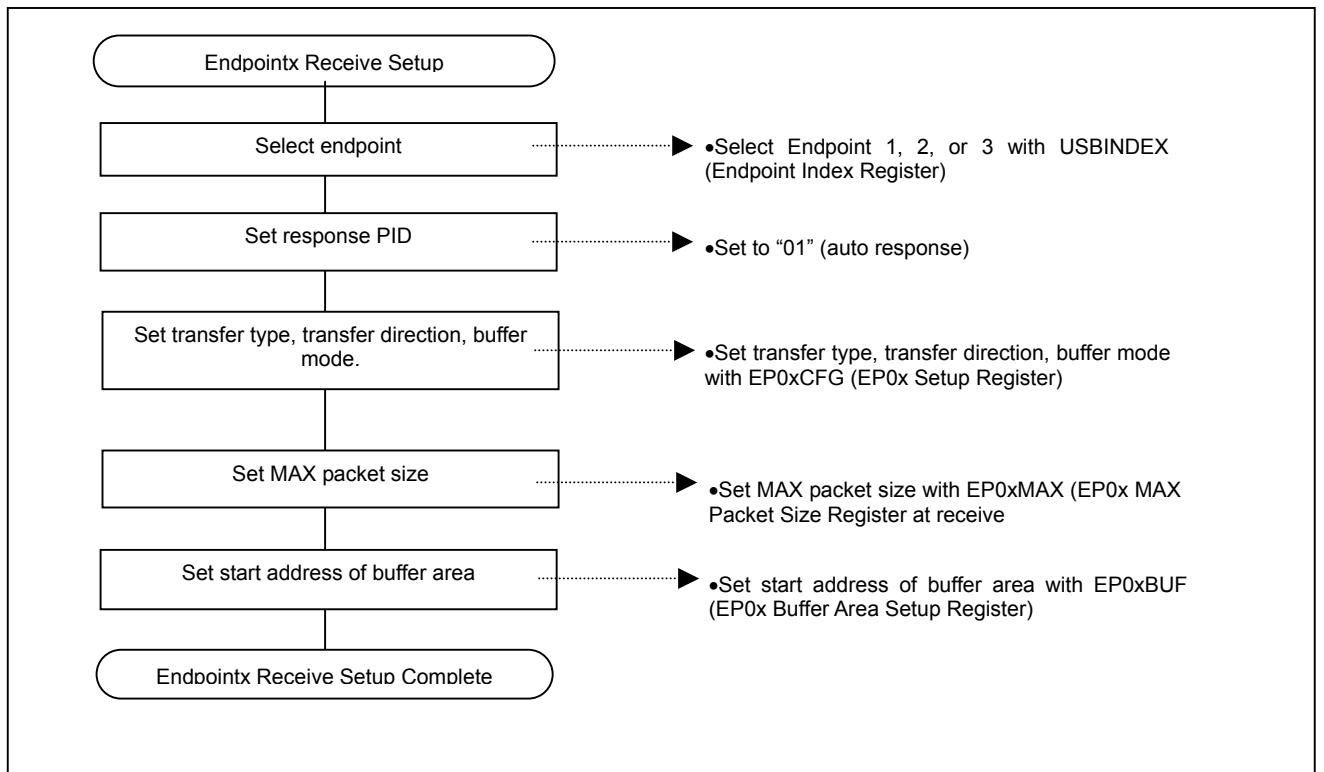 Endpointx Receive Setup
Select endpoint
•Select Endpoint 1, 2, or 3 with USBINDEX
(Endpoint Index Register)
Set response PID
•Set to “01” (auto response)
Set transfer type, transfer direction, buffer
mode.
•Set transfer type, transfer direction, buffer mode
with EP0xCFG (EP0x Setup Register)
Set MAX packet size
•Set MAX packet size with EP0xMAX (EP0x MAX
Packet Size Register at receive
Set start address of buffer area
•Set start address of buffer area with EP0xBUF
(EP0x Buffer Area Setup Register)
Endpointx Receive Setup Complete